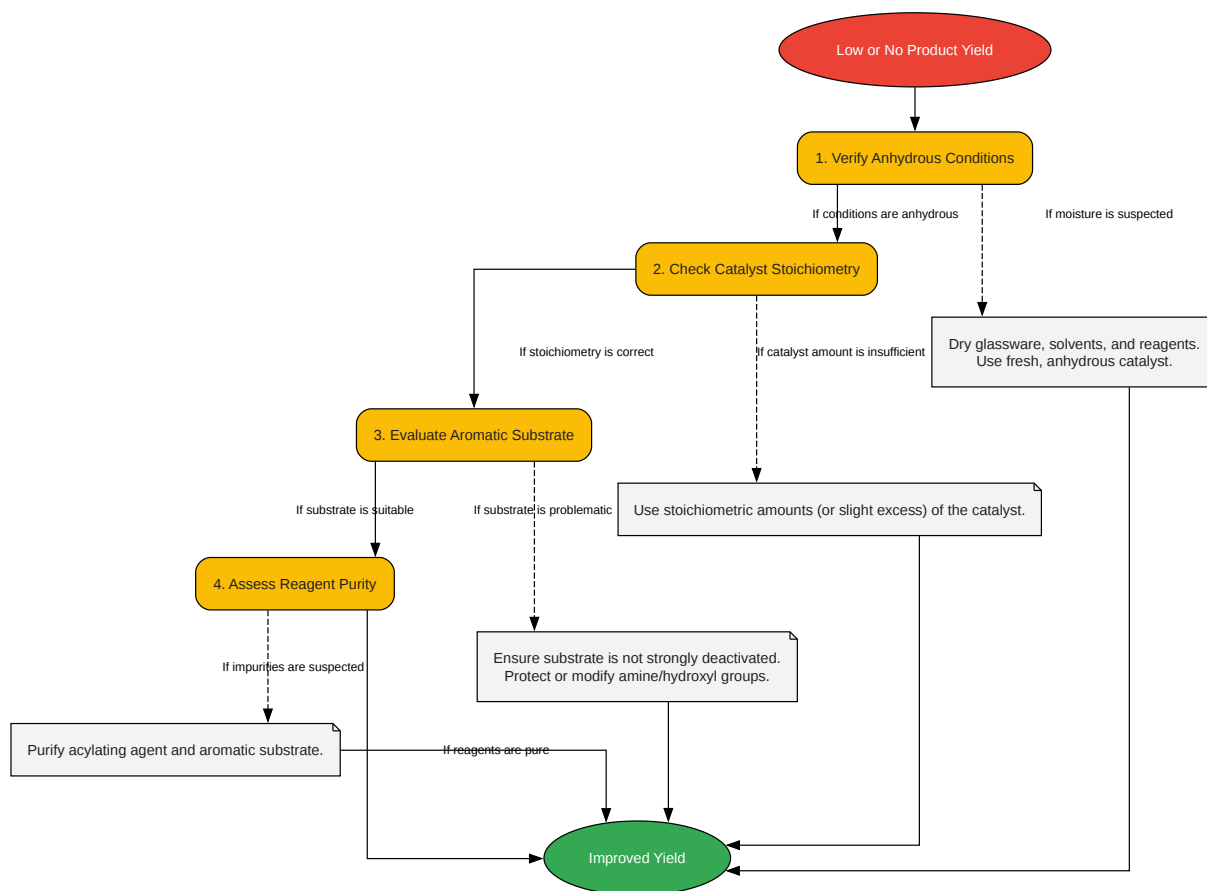 Low or No Product Yield
1. Verify Anhydrous Conditions
If conditions are anhydrous
If moisture is suspected
2. Check Catalyst Stoichiometry
Dry glassware, solvents, and reagents.
Use fresh, anhydrous catalyst.
If stoichiometry is correct
If catalyst amount is insufficient
3. Evaluate Aromatic Substrate
If substrate is suitable
If substrate is problematic
Use stoichiometric amounts (or slight excess) of the catalyst.
4. Assess Reagent Purity
Ensure substrate is not strongly deactivated.
Protect or modify amine/hydroxyl groups.
If impurities are suspected
Purify acylating agent and aromatic substrate.
If reagents are pure
Improved Yield